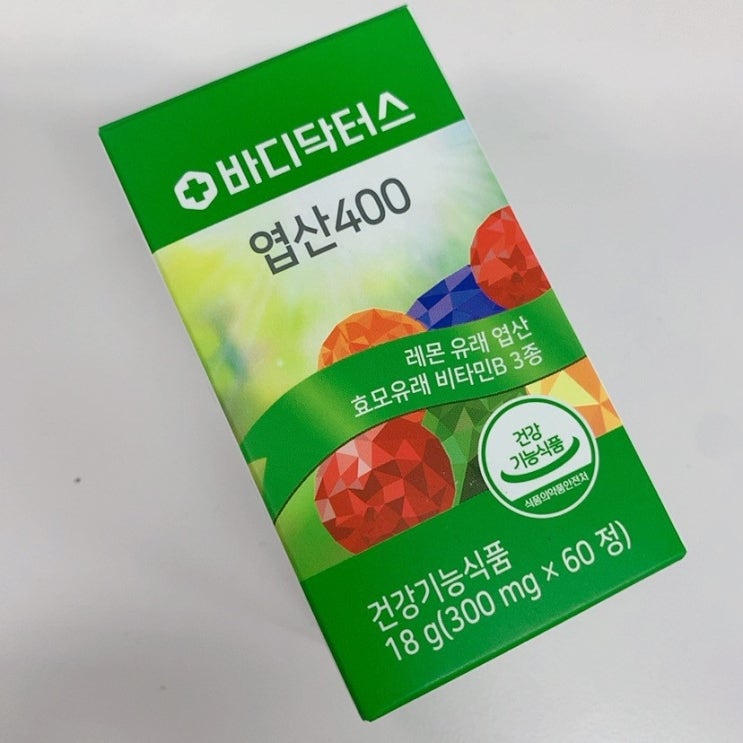 바디닥터스
엽산400
레몬 유래 엽산
효모유래 비타민B 3종
건강
기능식품
식품의약품안전처
건강기능식품
18 g(300 mg × 60 정)